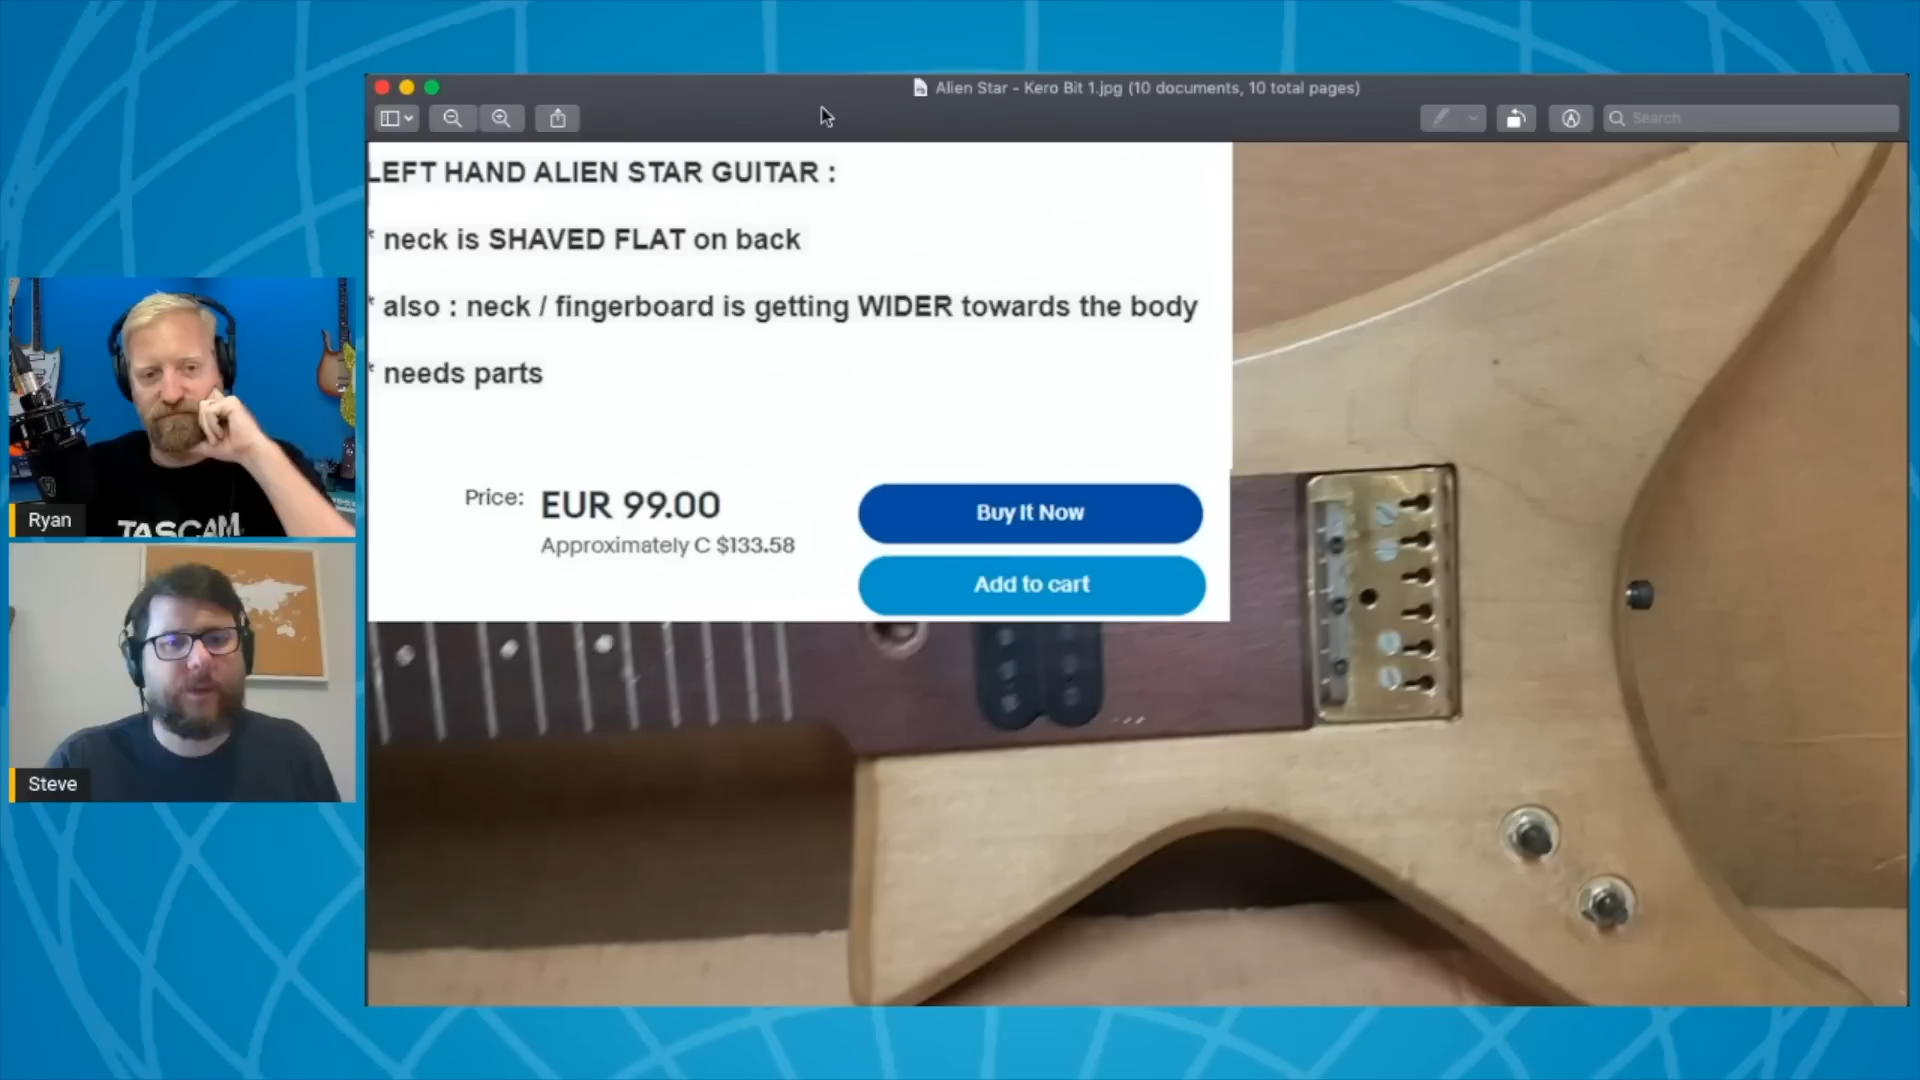 Alien Star - Kero Bit 1.jpg (10 documents, 10 total pages)
Search
LEFT HAND ALIEN STAR GUITAR :
* neck is SHAVED FLAT on back
* also : neck / fingerboard is getting WIDER towards the body
* needs parts
Price: EUR 99.00
Approximately C $133.58
Buy It Now
Add to cart
TASCAM
Ryan
Steve